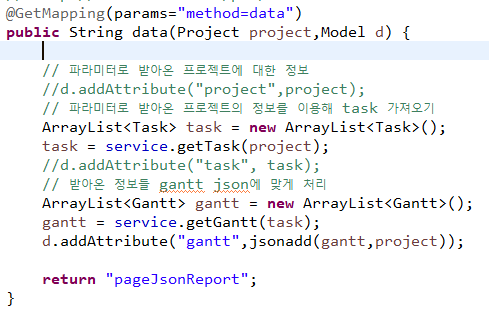 @GetMapping(params="method=data")
public String data(Project project,Model d) {
// 파라미터로 받아온 프로젝트에 대한 정보
//d.addAttribute("project",project);
// 파라미터로 받아온 프로젝트의 정보를 이용해 task 가져오기
ArrayList<Task> task = new ArrayList<Task>();
task = service.getTask(project);
//d.addAttribute("task", task);
// 받아온 정보들 gantt json에 맞게 처리
ArrayList<Gantt> gantt = new ArrayList<Gantt>();
gantt = service.getGantt(task);
d.addAttribute("gantt",jsonadd(gantt,project));
return "pageJsonReport";
}